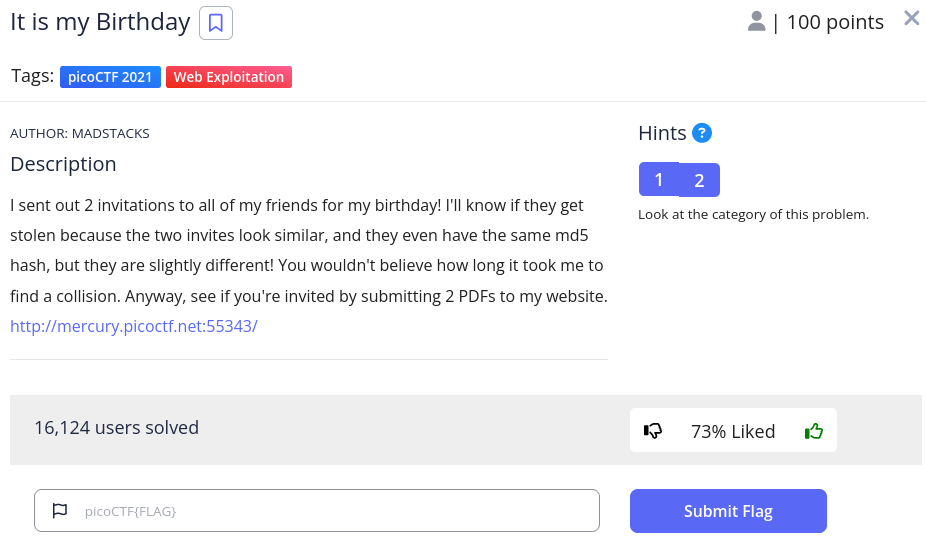 It is my Birthday
| 100 points
Tags: picoCTF 2021 Web Exploitation
AUTHOR: MADSTACKS
Description
I sent out 2 invitations to all of my friends for my birthday! I'll know if they get
stolen because the two invites look similar, and they even have the same md5
hash, but they are slightly different! You wouldn't believe how long it took me to
find a collision. Anyway, see if you're invited by submitting 2 PDFs to my website.
http://mercury.picoctf.net:55343/
Hints ?
1 2
Look at the category of this problem.
16,124 users solved
73% Liked
picoCTF{FLAG}
Submit Flag